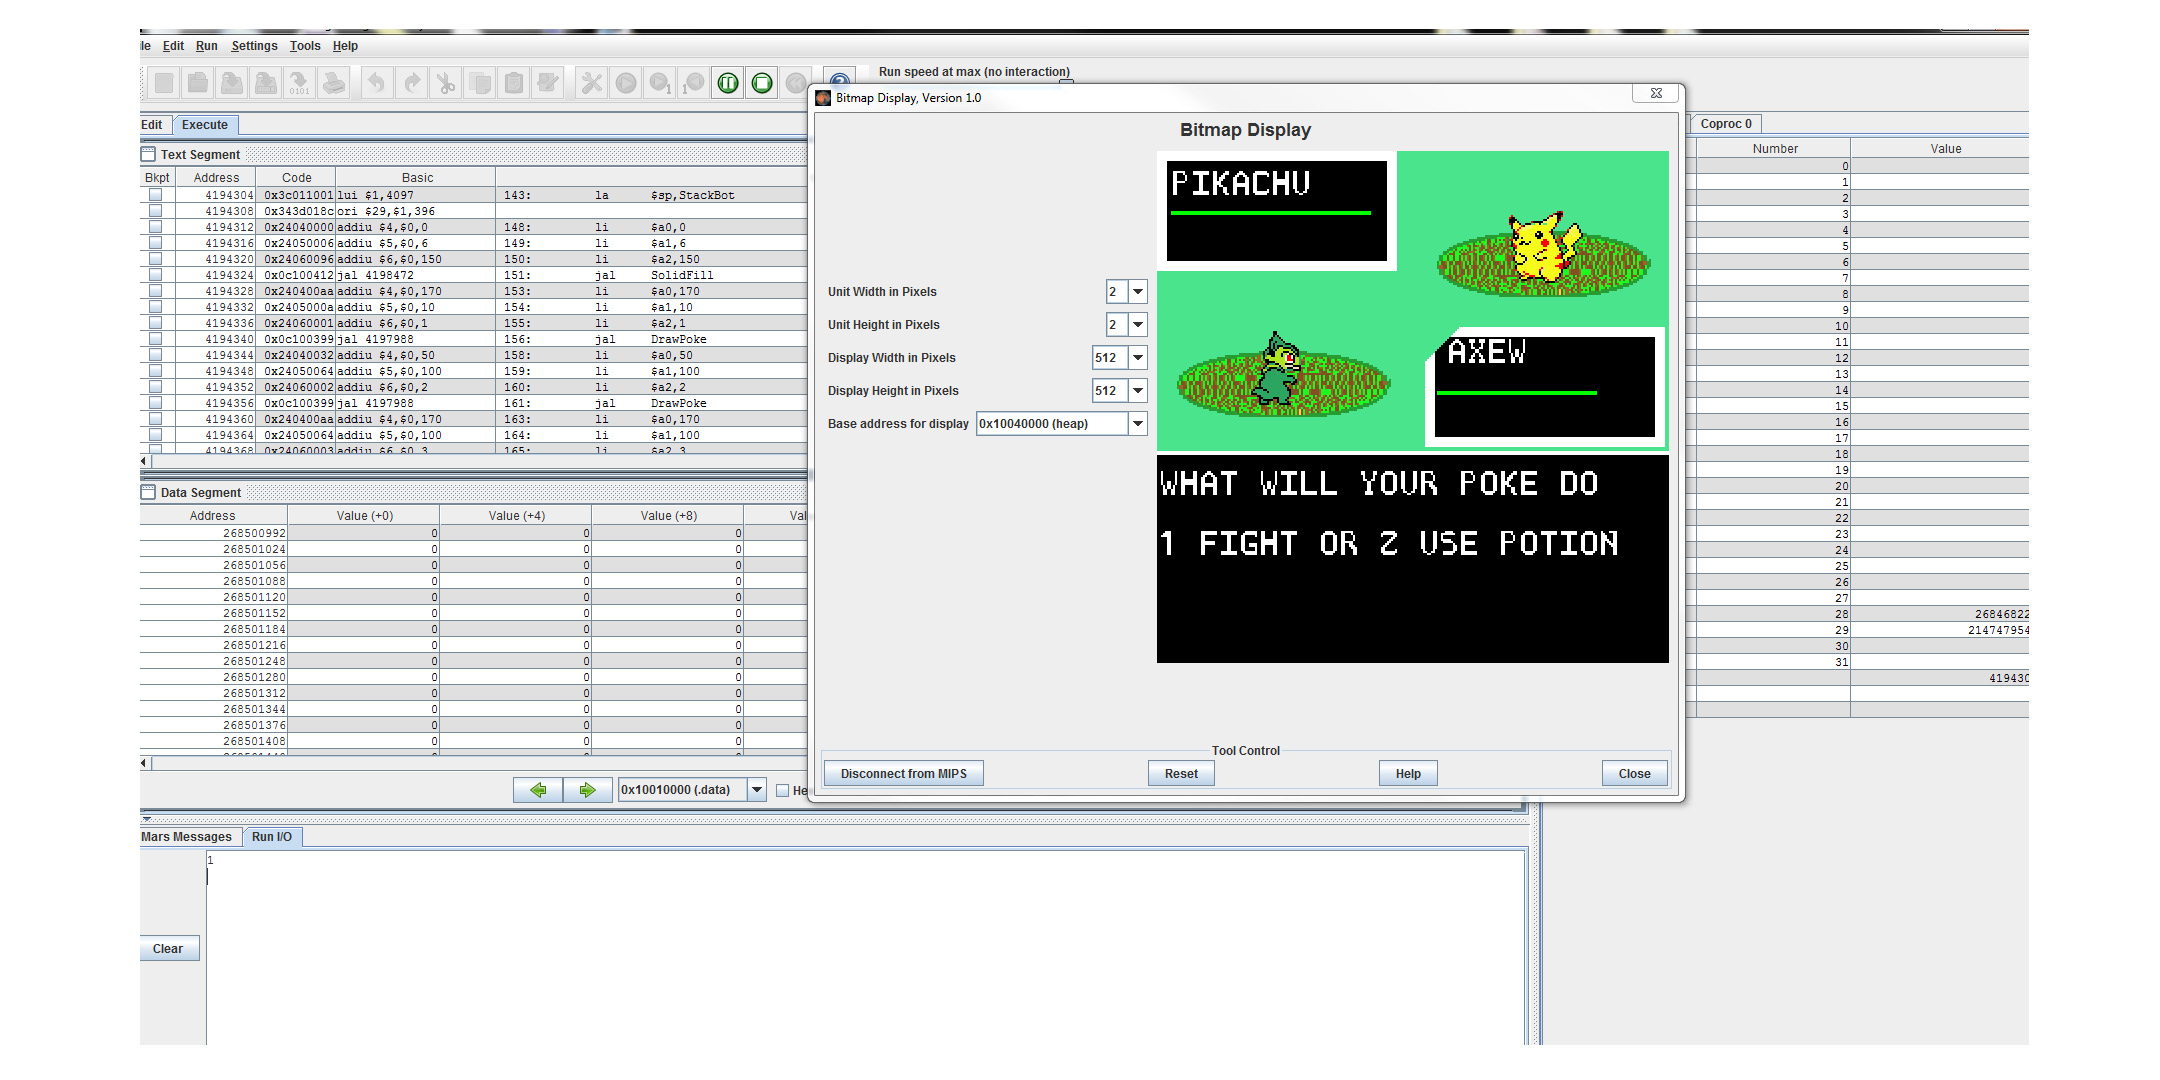 le Edit Run Settings Tools Help
Run speed at max (no interaction)
Edit Execute
Text Segment
Bkpt Address Code Basic
4194304 0x3c011001 lui $1,4097 143: la $sp,StackBot
4194308 0x343d018c ori $29,$1,396
4194312 0x24040000 addiu $4,$0,0 148: li $a0,0
4194316 0x24050006 addiu $5,$0,6 149: li $a1,6
4194320 0x24060096 addiu $6,$0,150 150: li $a2,150
4194324 0x0c100412 jal 4198472 151: jal SolidFill
4194328 0x240400aa addiu $4,$0,170 153: li $a0,170
4194332 0x2405000a addiu $5,$0,10 154: li $a1,10
4194336 0x24060001 addiu $6,$0,1 155: li $a2,1
4194340 0x0c100399 jal 4197988 156: jal DrawPoke
4194344 0x24040032 addiu $4,$0,50 158: li $a0,50
4194348 0x24050064 addiu $5,$0,100 159: li $a1,100
4194352 0x24060002 addiu $6,$0,2 160: li $a2,2
4194356 0x0c100399 jal 4197988 161: jal DrawPoke
4194360 0x240400aa addiu $4,$0,170 163: li $a0,170
4194364 0x24050064 addiu $5,$0,100 164: li $a1,100
4194368 0x24060003 addiu $6,$0,3 165: li $a2,3
Data Segment
Address Value (+0) Value (+4) Value (+8) Val
268500992 0 0 0
268501024 0 0 0
268501056 0 0 0
268501088 0 0 0
268501120 0 0 0
268501152 0 0 0
268501184 0 0 0
268501216 0 0 0
268501248 0 0 0
268501280 0 0 0
268501312 0 0 0
268501344 0 0 0
268501376 0 0 0
268501408 0 0 0
0x10010000 (.data) He
Mars Messages Run I/O
1
Clear
Bitmap Display, Version 1.0
Bitmap Display
Unit Width in Pixels 2
Unit Height in Pixels 2
Display Width in Pixels 512
Display Height in Pixels 512
Base address for display 0x10040000 (heap)
PIKACHU
AXEW
WHAT WILL YOUR POKE DO
1 FIGHT OR 2 USE POTION
Tool Control
Disconnect from MIPS Reset Help Close
Coproc 0
Number Value
0
1
2
3
4
5
6
7
8
9
10
11
12
13
14
15
16
17
18
19
20
21
22
23
24
25
26
27
28 26846822
29 214747954
30
31
419430